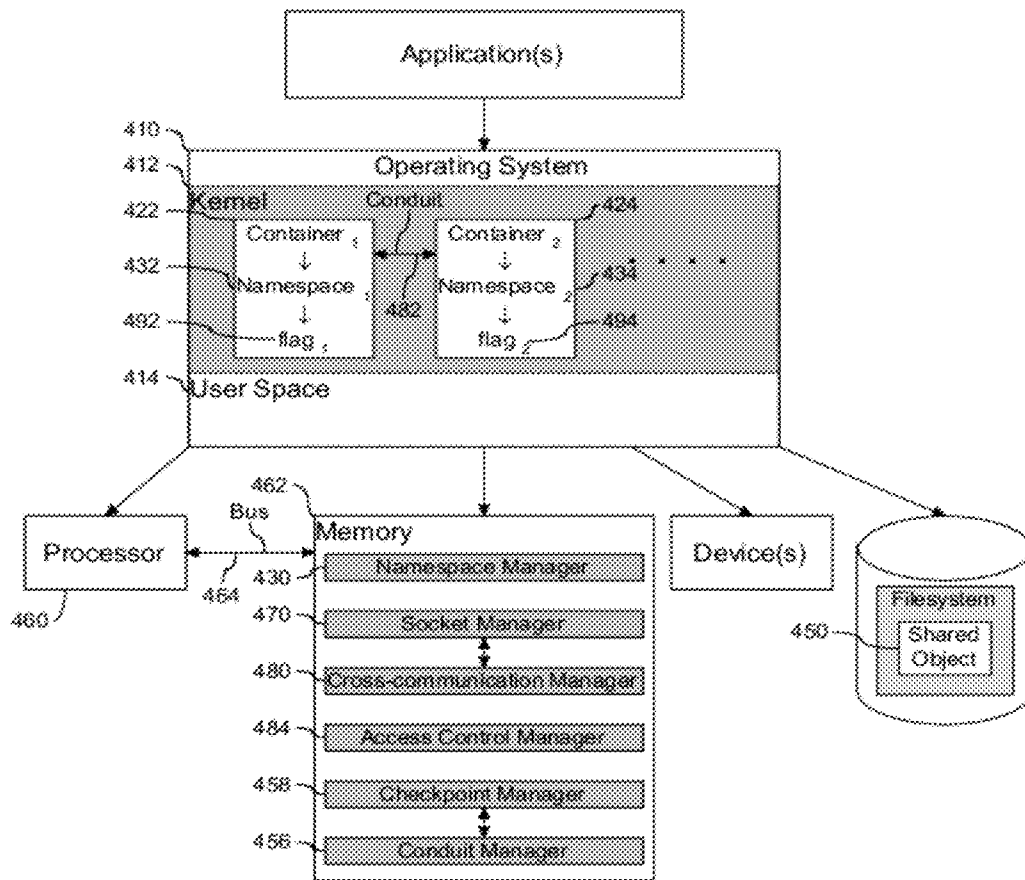 Application(s)
410
Operating System
412
Kernel
Conduit
422
424
Container 1
Container 2
↓
↓
432
Namespace 1
482
Namespace 2
434
↓
↓
492
flag 1
flag 2
494
414
User Space
462
Bus
Memory
Processor
Device(s)
464
430
Namespace Manager
460
Filesystem
470
Socket Manager
450
Shared
Object
480
Cross-communication Manager
484
Access Control Manager
458
Checkpoint Manager
456
Conduit Manager